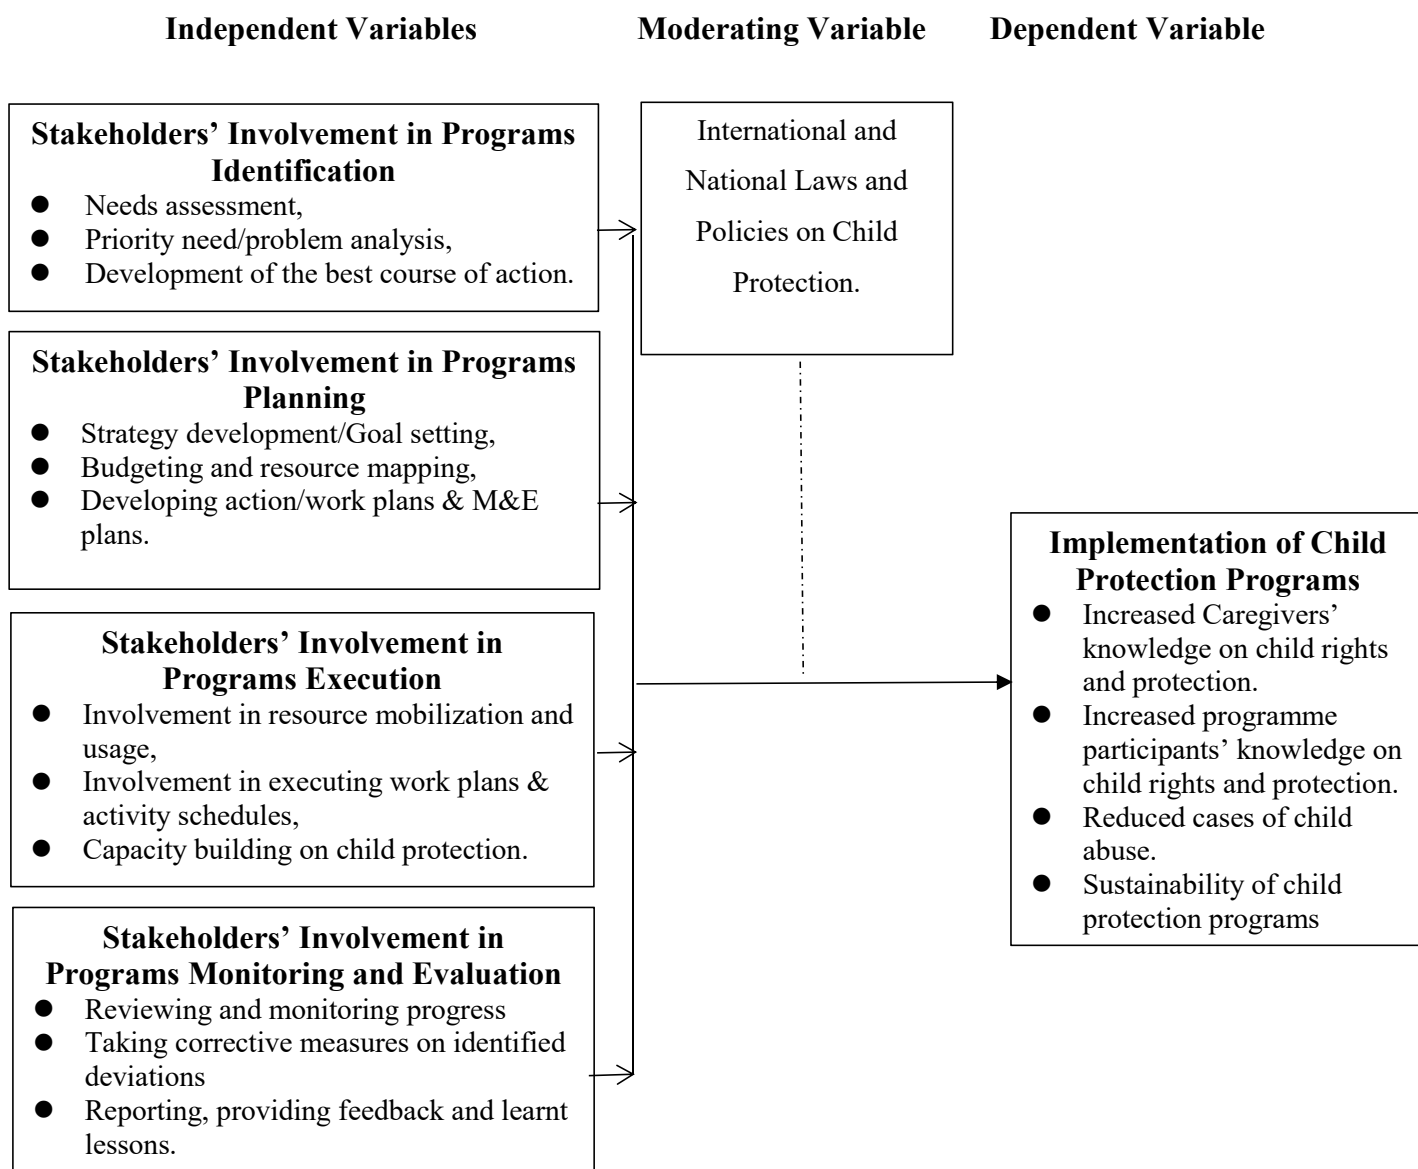 Independent Variables
Moderating Variable
Dependent Variable
Stakeholders’ Involvement in Programs
Identification
● Needs assessment,
● Priority need/problem analysis,
● Development of the best course of action.
Stakeholders’ Involvement in Programs
Planning
● Strategy development/Goal setting,
● Budgeting and resource mapping,
● Developing action/work plans & M&E
plans.
Stakeholders’ Involvement in
Programs Execution
● Involvement in resource mobilization and
usage,
● Involvement in executing work plans &
activity schedules,
● Capacity building on child protection.
Stakeholders’ Involvement in
Programs Monitoring and Evaluation
● Reviewing and monitoring progress
● Taking corrective measures on identified
deviations
● Reporting, providing feedback and learnt
lessons.
International and
National Laws and
Policies on Child
Protection.
Implementation of Child
Protection Programs
● Increased Caregivers’
knowledge on child rights
and protection.
● Increased programme
participants’ knowledge on
child rights and protection.
● Reduced cases of child
abuse.
● Sustainability of child
protection programs